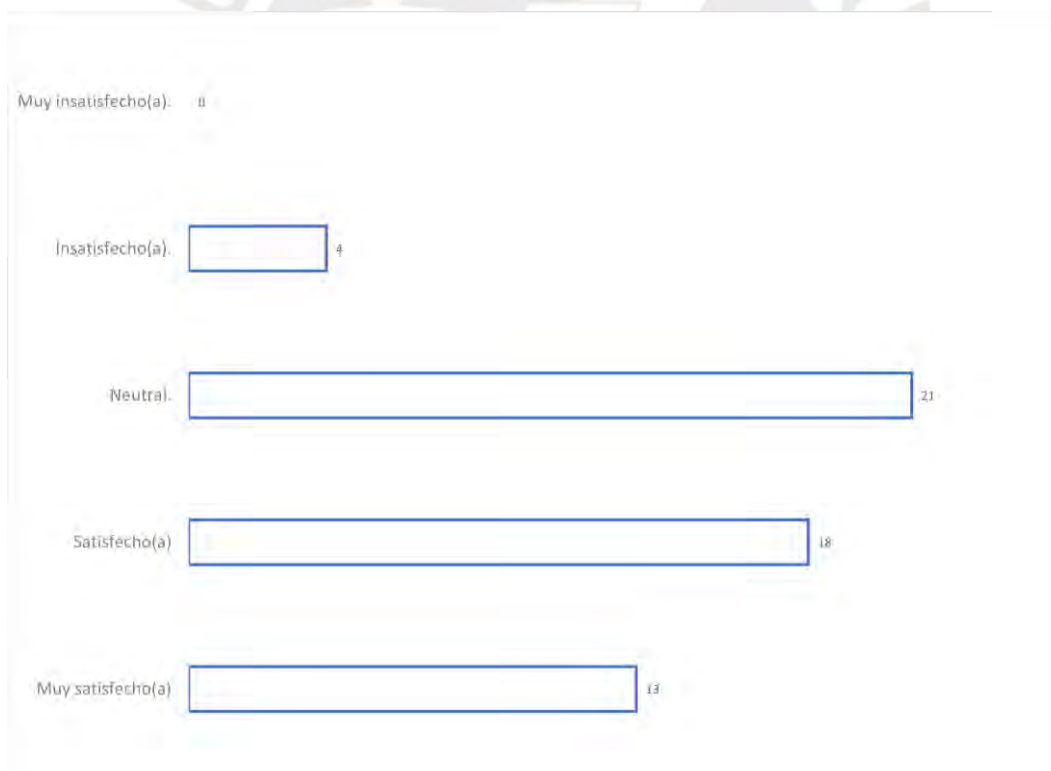 Muy insatisfecho(a). 0
Insatisfecho(a). 4
Neutral. 21
Satisfecho(a) 18
Muy satisfecho(a) 13